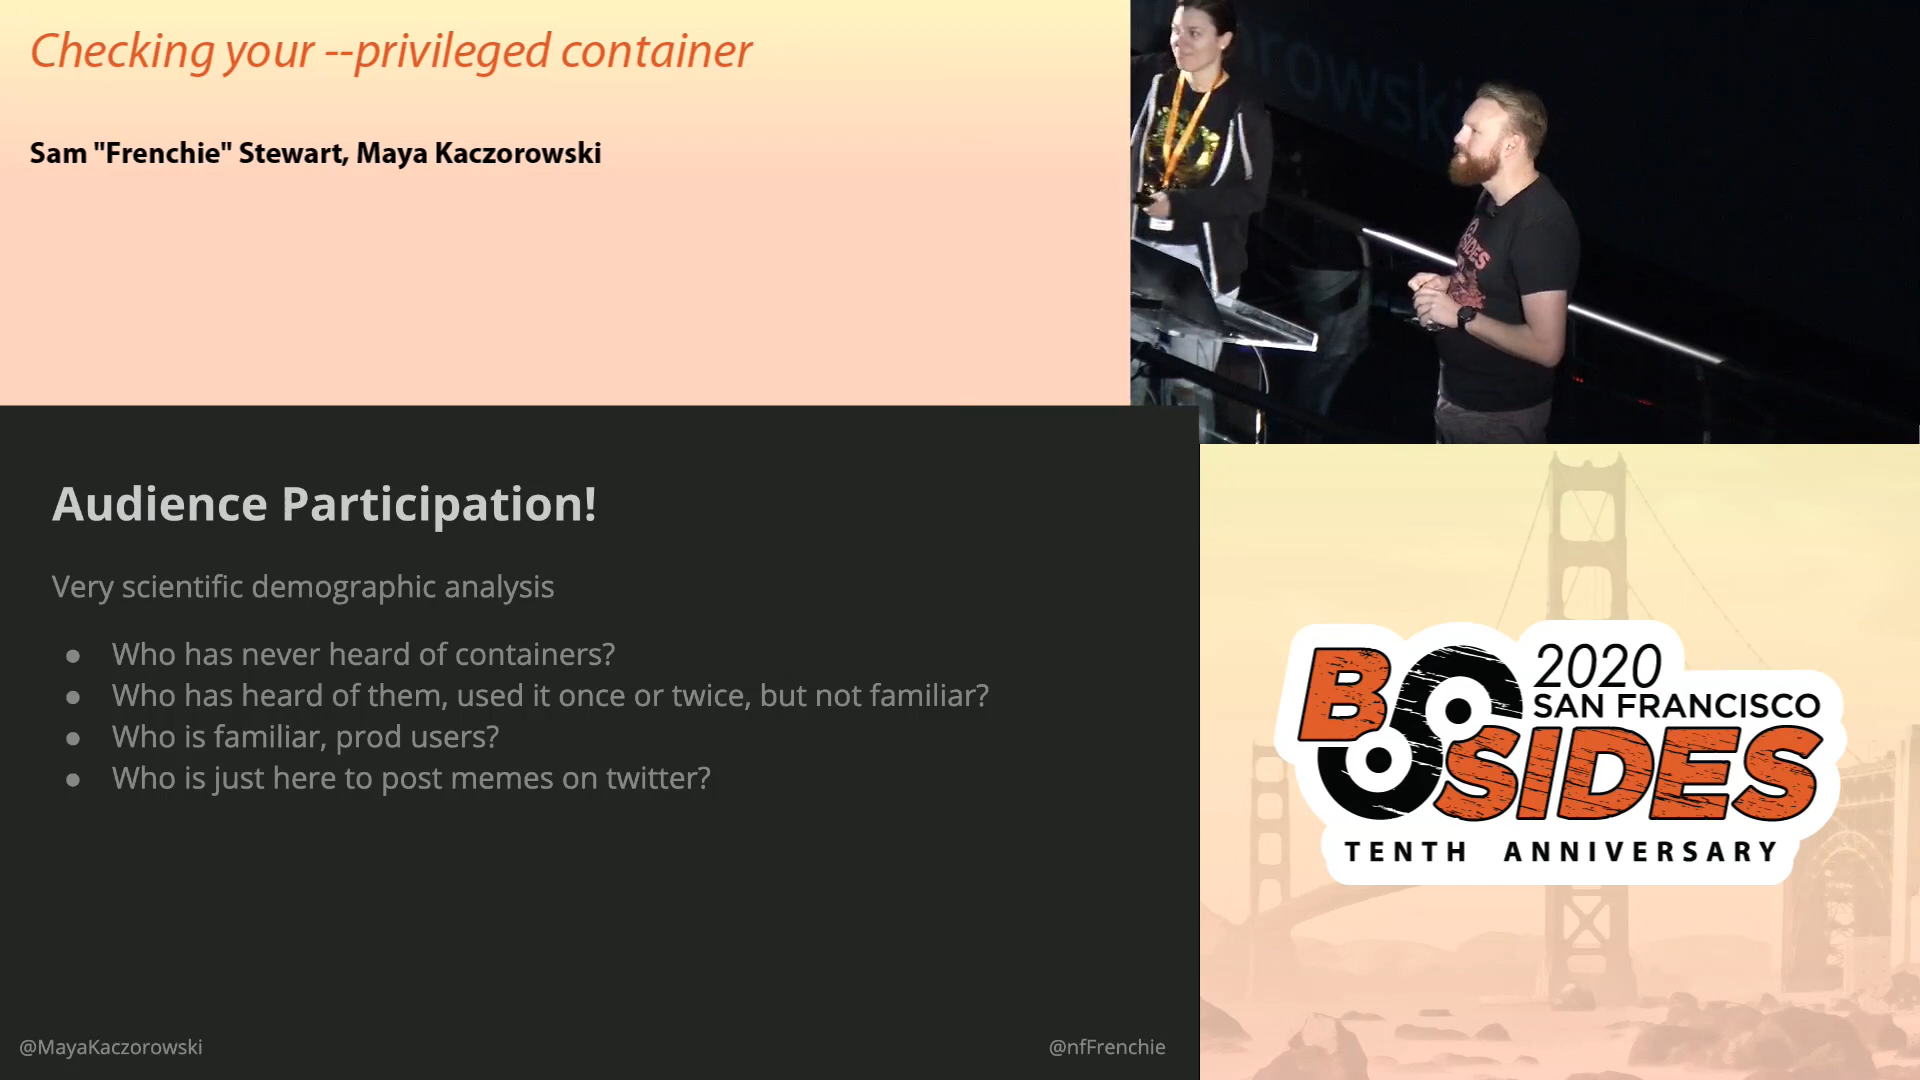 Checking your --privileged container
Sam "Frenchie" Stewart, Maya Kaczorowski
rowski
SIDES
Audience Participation!
Very scientific demographic analysis
● Who has never heard of containers?
● Who has heard of them, used it once or twice, but not familiar?
● Who is familiar, prod users?
● Who is just here to post memes on twitter?
@MayaKaczorowski
@nfFrenchie
2020
SAN FRANCISCO
B SIDES
TENTH ANNIVERSARY